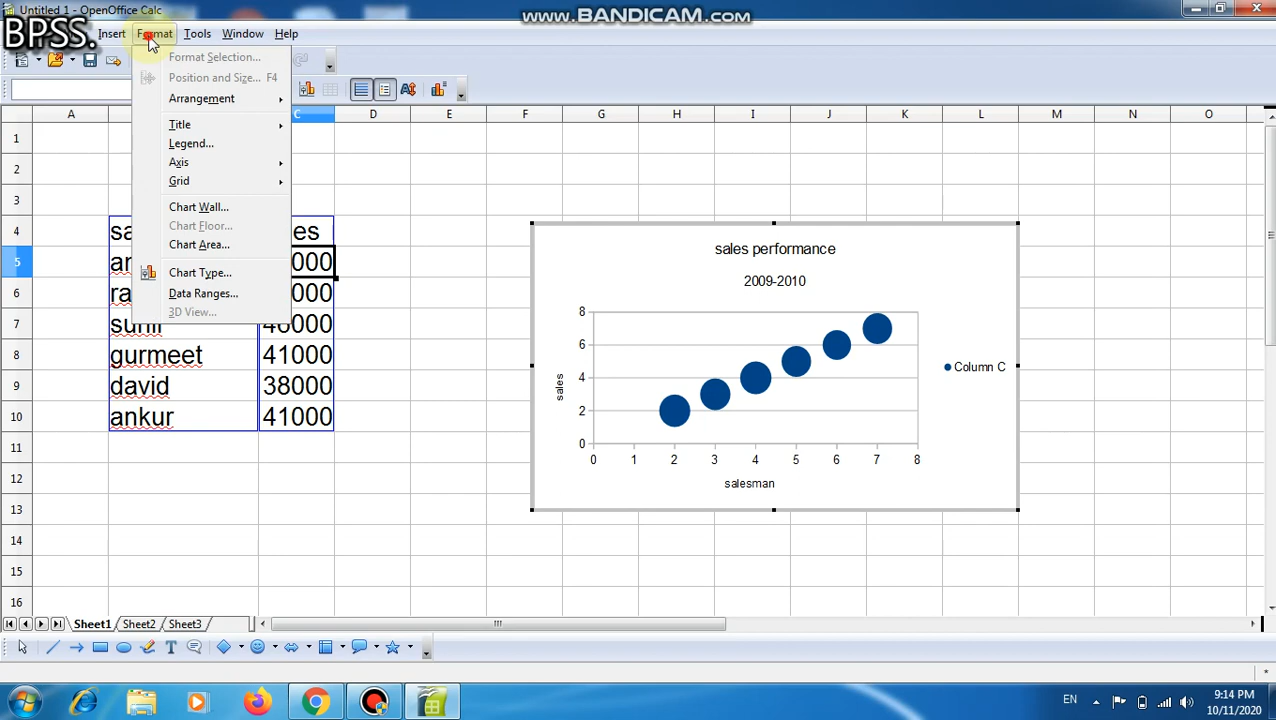 Untitled 1 - OpenOffice Calc
www.BANDICAM.com
BPSS.
Insert Format Tools Window Help
Format Selection...
Position and Size... F4
Arrangement
Title
Legend...
Axis
Grid
Chart Wall...
Chart Floor...
Chart Area...
Chart Type...
Data Ranges...
3D View...
A C D E F G H I J K L M N O
1
2
3
4 sa es
5 an 000
6 ra 000
7 sunil 46000
8 gurmeet 41000
9 david 38000
10 ankur 41000
11
12
13
14
15
16
sales performance
2009-2010
8
6
4
2
0
sales
0 1 2 3 4 5 6 7 8
salesman
Column C
Sheet1 Sheet2 Sheet3
EN
9:14 PM
10/11/2020